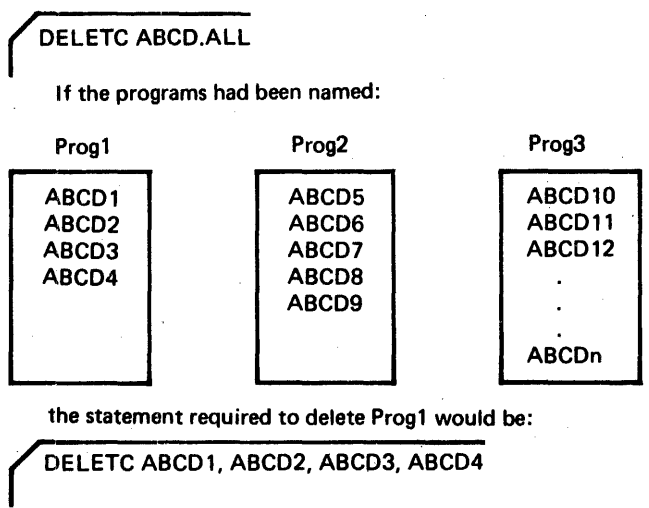 DELETC ABCD.ALL
If the programs had been named:
Prog1 Prog2 Prog3
ABCD1 ABCD5 ABCD10
ABCD2 ABCD6 ABCD11
ABCD3 ABCD7 ABCD12
ABCD4 ABCD8 .
ABCD9 .
.
ABCDn
the statement required to delete Prog1 would be:
DELETC ABCD1, ABCD2, ABCD3, ABCD4